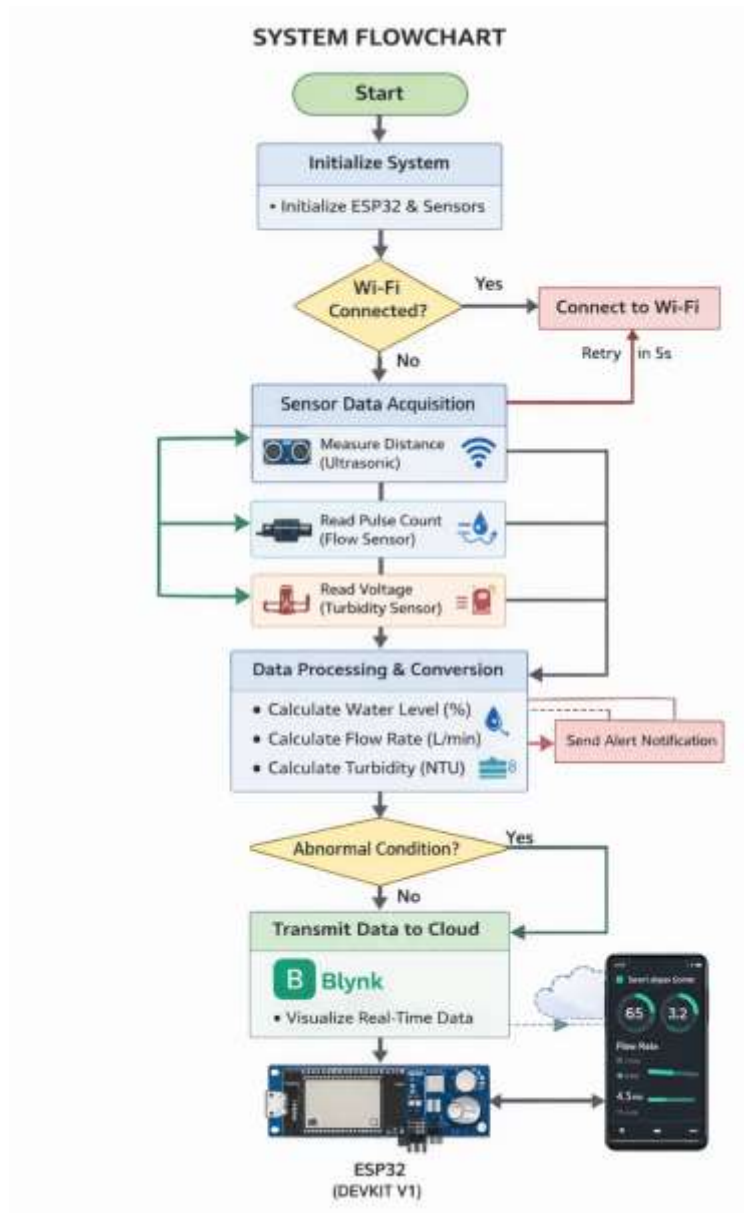 SYSTEM FLOWCHART
Start
Initialize System
• Initialize ESP32 & Sensors
Wi-Fi
Connected?
Yes
Connect to Wi-Fi
Retry in 5s
No
Sensor Data Acquisition
Measure Distance
(Ultrasonic)
Read Pulse Count
(Flow Sensor)
Read Voltage
(Turbidity Sensor)
Data Processing & Conversion
• Calculate Water Level (%)
• Calculate Flow Rate (L/min)
• Calculate Turbidity (NTU)
8
Send Alert Notification
Abnormal Condition?
Yes
No
Transmit Data to Cloud
B Blynk
• Visualize Real-Time Data
65 3.2
Flow Rate
4.5
ESP32
(DEVKIT V1)